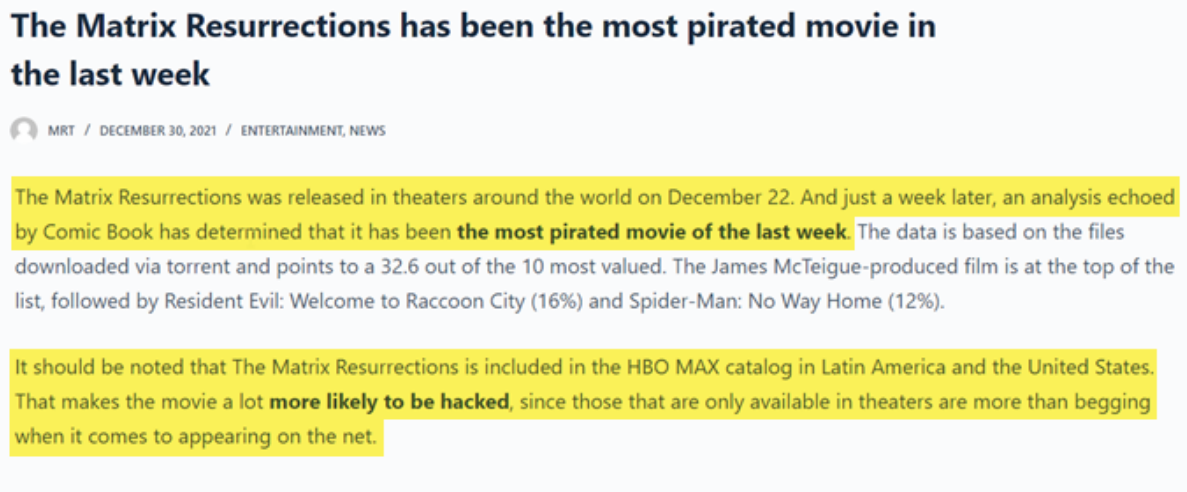 The Matrix Resurrections has been the most pirated movie in
the last week
MRT / DECEMBER 30, 2021 / ENTERTAINMENT, NEWS
The Matrix Resurrections was released in theaters around the world on December 22. And just a week later, an analysis echoed
by Comic Book has determined that it has been the most pirated movie of the last week. The data is based on the files
downloaded via torrent and points to a 32.6 out of the 10 most valued. The James McTeigue-produced film is at the top of the
list, followed by Resident Evil: Welcome to Raccoon City (16%) and Spider-Man: No Way Home (12%).
It should be noted that The Matrix Resurrections is included in the HBO MAX catalog in Latin America and the United States.
That makes the movie a lot more likely to be hacked, since those that are only available in theaters are more than begging
when it comes to appearing on the net.